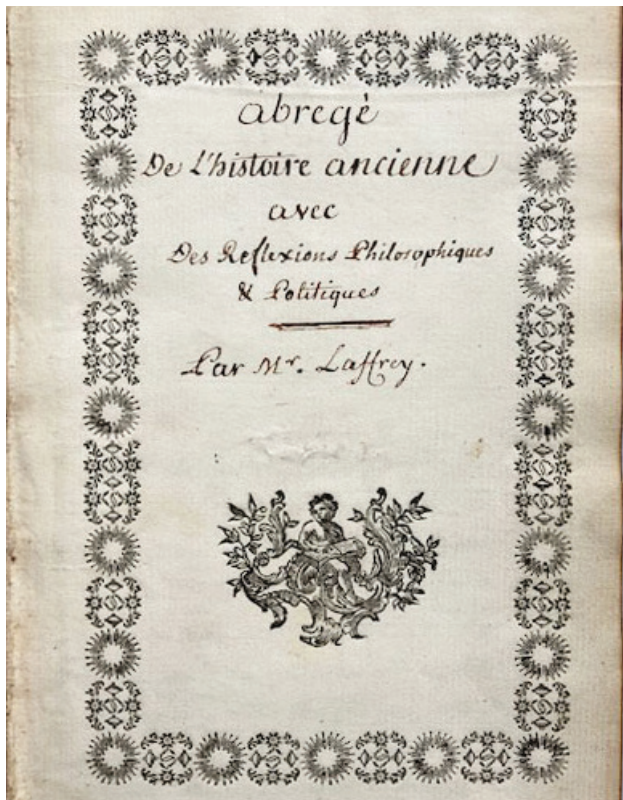 abregé
De L'histoire ancienne
avec
Des Reflexions Philosophiques
& Politiques
Par Mr. Laffrey.